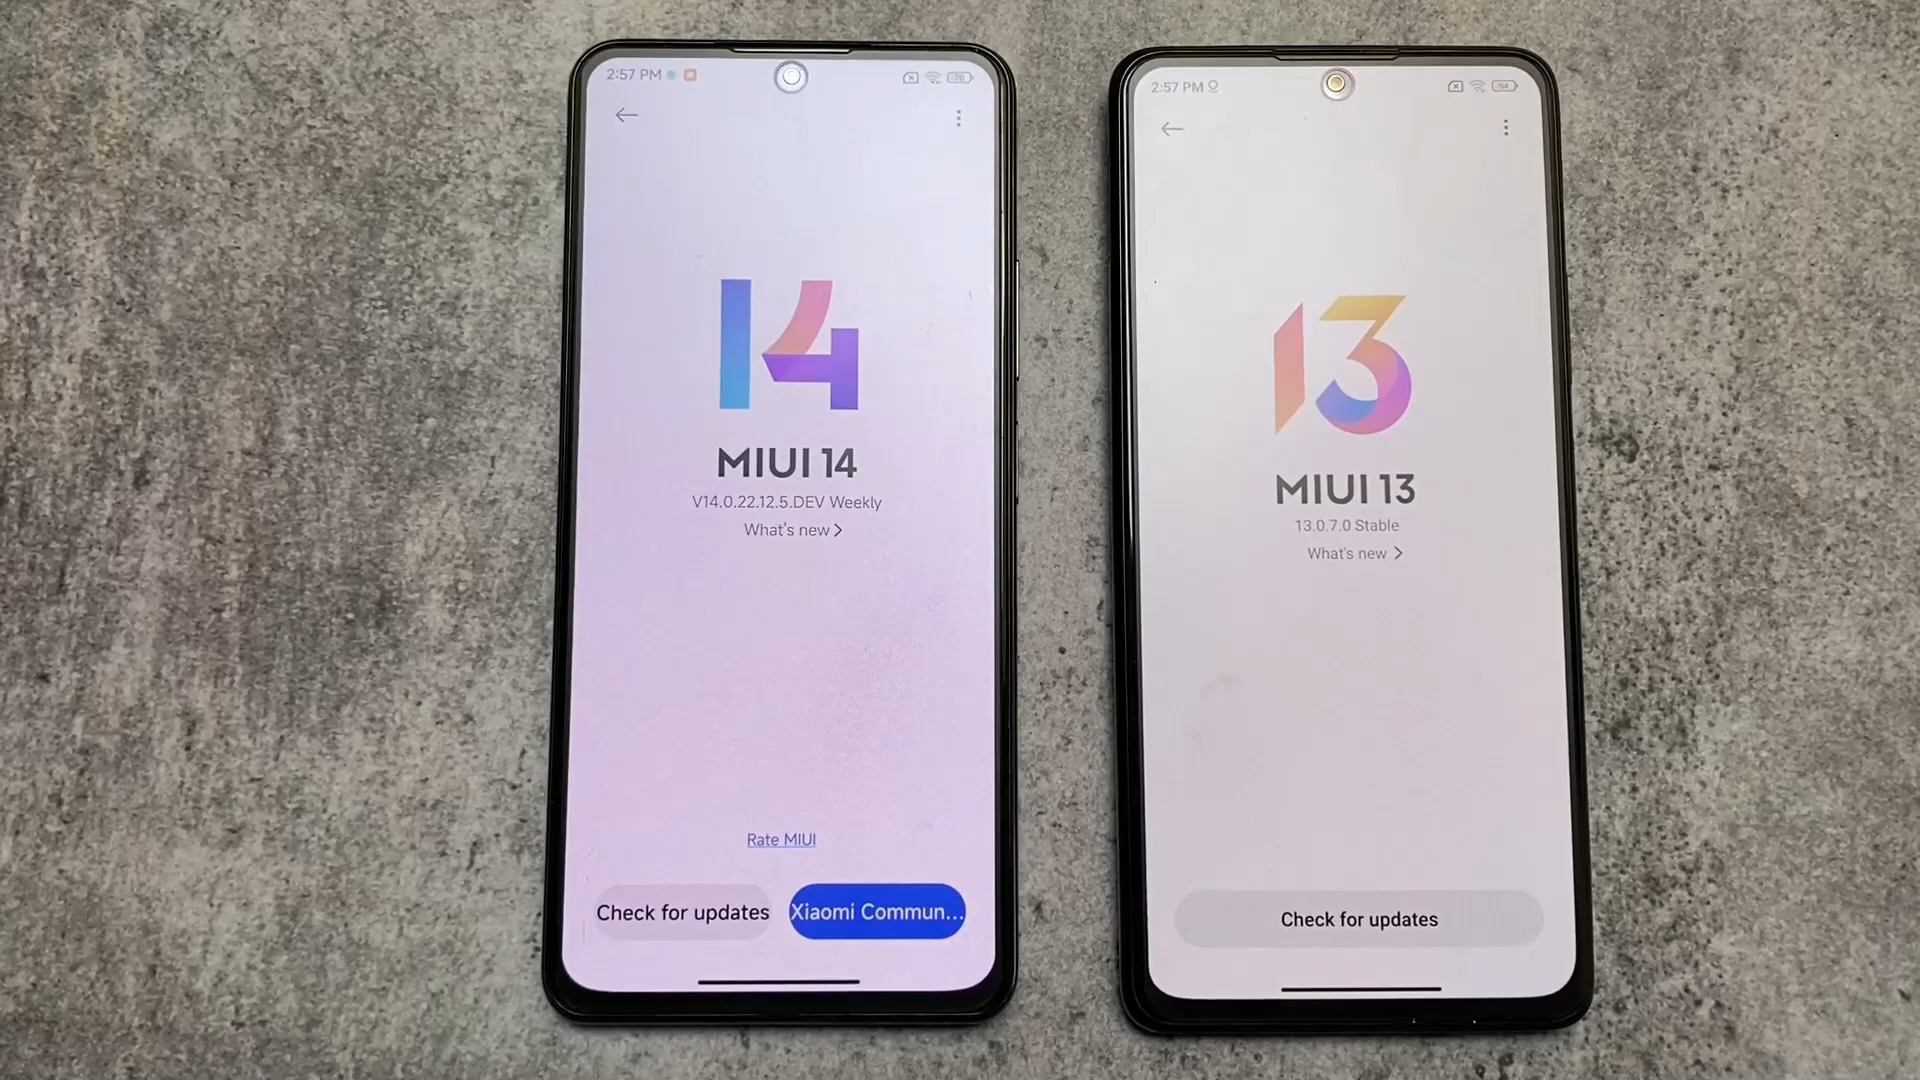 2:57 PM
70
14
MIUI 14
V14.0.22.12.5.DEV Weekly
What's new
Rate MIUI
Check for updates
Xiaomi Commun...
2:57 PM
54
13
MIUI 13
13.0.7.0 Stable
What's new
Check for updates